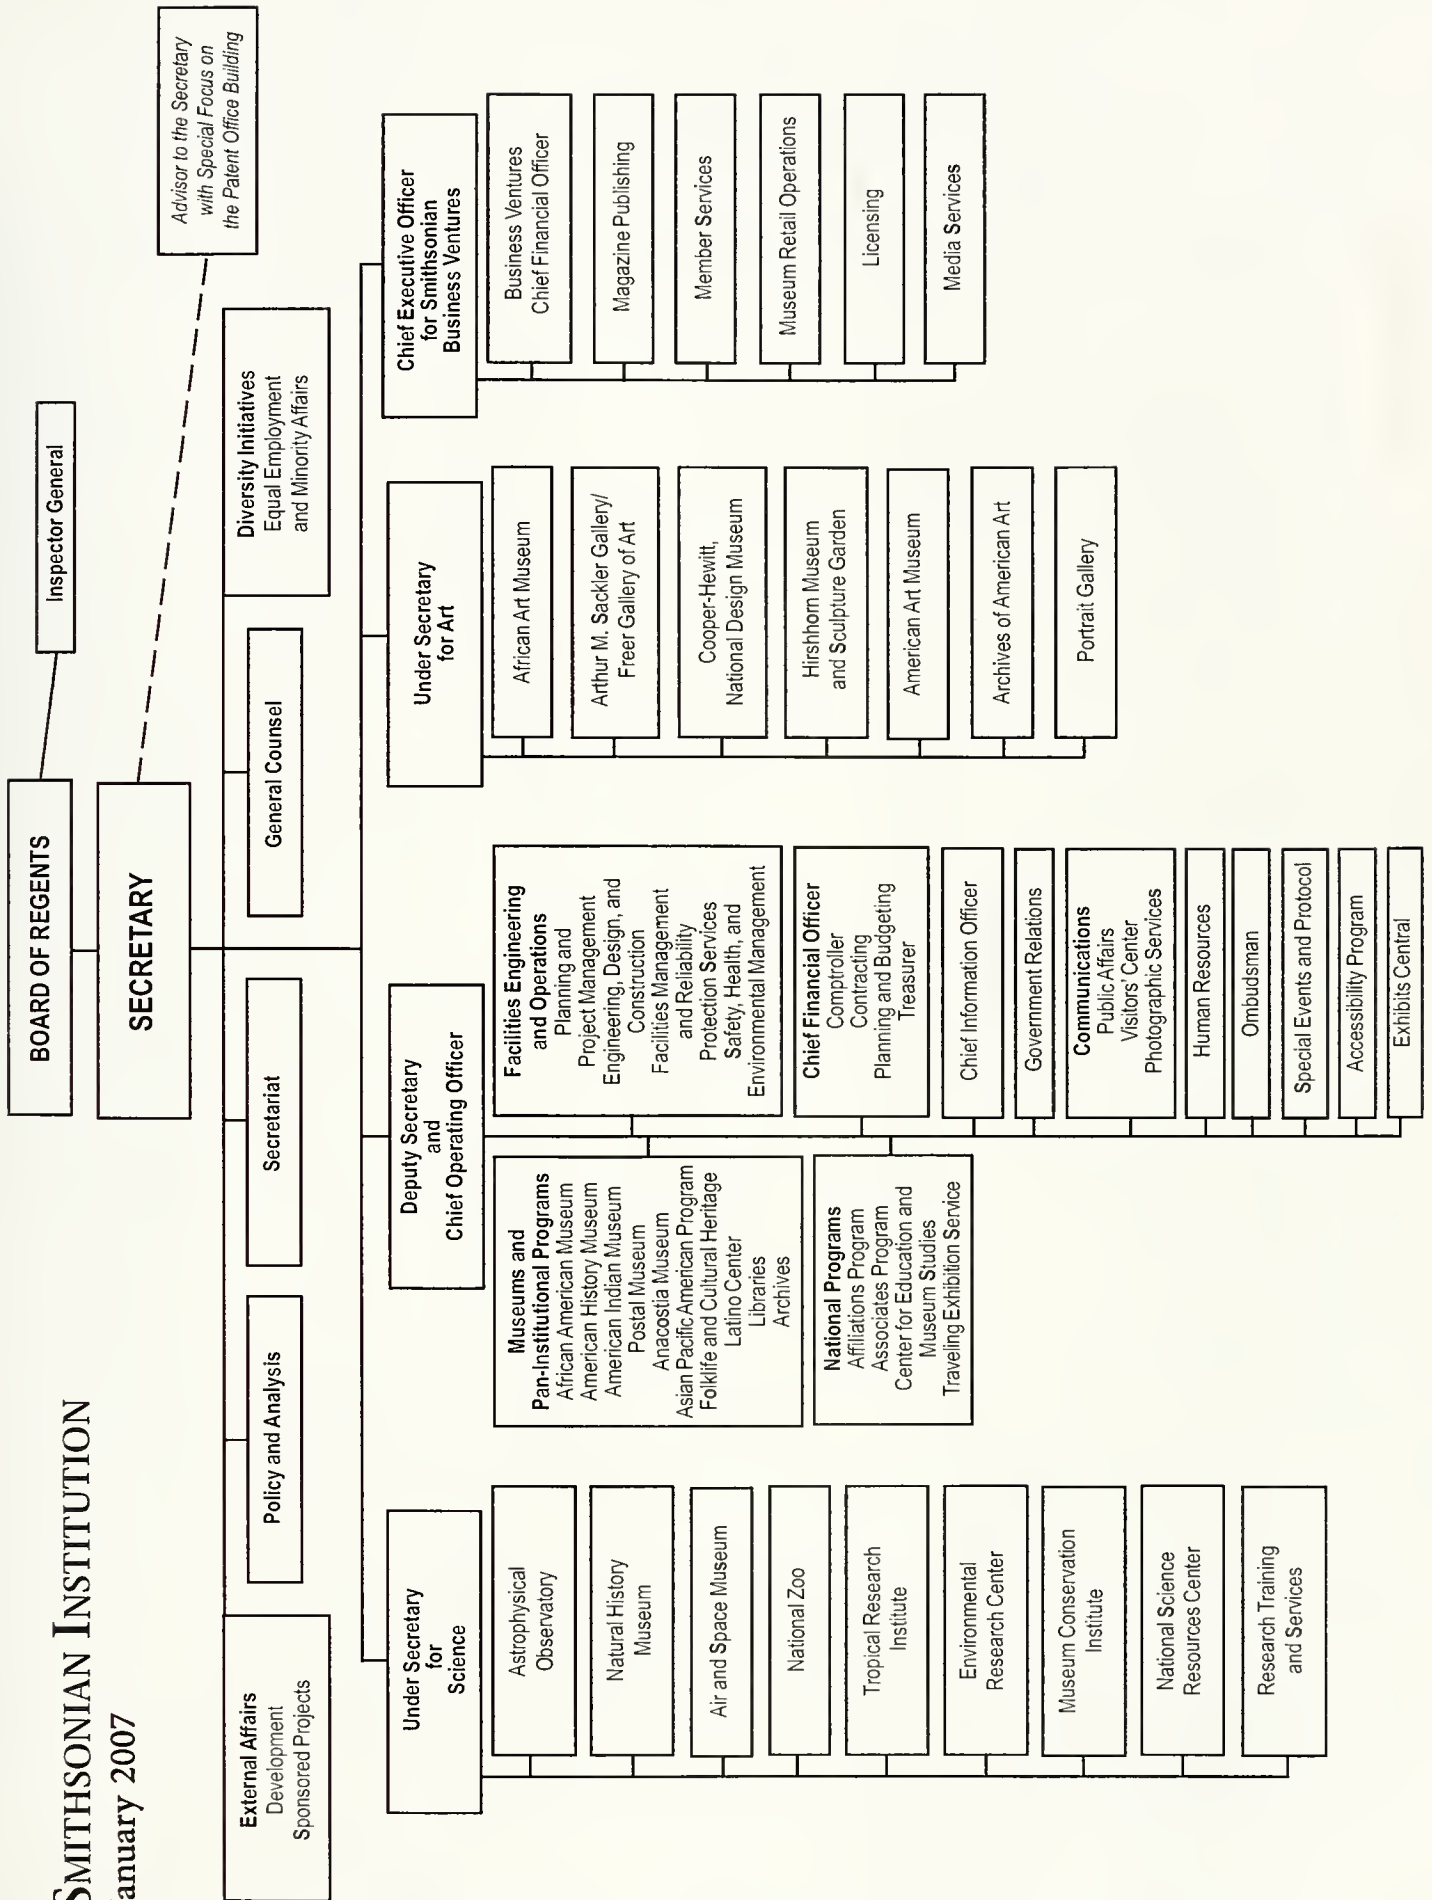 SMITHSONIAN INSTITUTION
January 2007
BOARD OF REGENTS
Inspector General
SECRETARY
Advisor to the Secretary
with Special Focus on
the Patent Office Building
External Affairs
Development
Sponsored Projects
Policy and Analysis
Secretariat
General Counsel
Diversity Initiatives
Equal Employment
and Minority Affairs
Under Secretary
for
Science
Astrophysical
Observatory
Natural History
Museum
Air and Space Museum
National Zoo
Tropical Research
Institute
Environmental
Research Center
Museum Conservation
Institute
National Science
Resources Center
Research Training
and Services
Deputy Secretary
and
Chief Operating Officer
Museums and
Pan-Institutional Programs
African American Museum
American History Museum
American Indian Museum
Postal Museum
Anacostia Museum
Asian Pacific American Program
Folklife and Cultural Heritage
Latino Center
Libraries
Archives
National Programs
Affiliations Program
Associates Program
Center for Education and
Museum Studies
Traveling Exhibition Service
Facilities Engineering
and Operations
Planning and
Project Management
Engineering, Design, and
Construction
Facilities Management
and Reliability
Protection Services
Safety, Health, and
Environmental Management
Chief Financial Officer
Comptroller
Contracting
Planning and Budgeting
Treasurer
Chief Information Officer
Government Relations
Communications
Public Affairs
Visitors' Center
Photographic Services
Human Resources
Ombudsman
Special Events and Protocol
Accessibility Program
Exhibits Central
Under Secretary
for Art
African Art Museum
Arthur M. Sackler Gallery/
Freer Gallery of Art
Cooper-Hewitt,
National Design Museum
Hirshhorn Museum
and Sculpture Garden
American Art Museum
Archives of American Art
Portrait Gallery
Chief Executive Officer
for Smithsonian
Business Ventures
Business Ventures
Chief Financial Officer
Magazine Publishing
Member Services
Museum Retail Operations
Licensing
Media Services